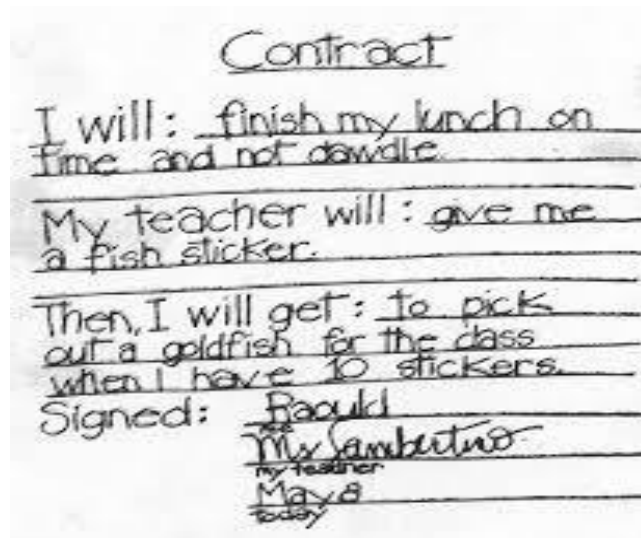 Contract
I will: finish my lunch on
time and not dawdle.
My teacher will: give me
a fish sticker.
Then, I will get: to pick
out a goldfish for the class
when I have 10 stickers.
Signed: Raould
me
Ms Sambertino
my teacher
May 8
today